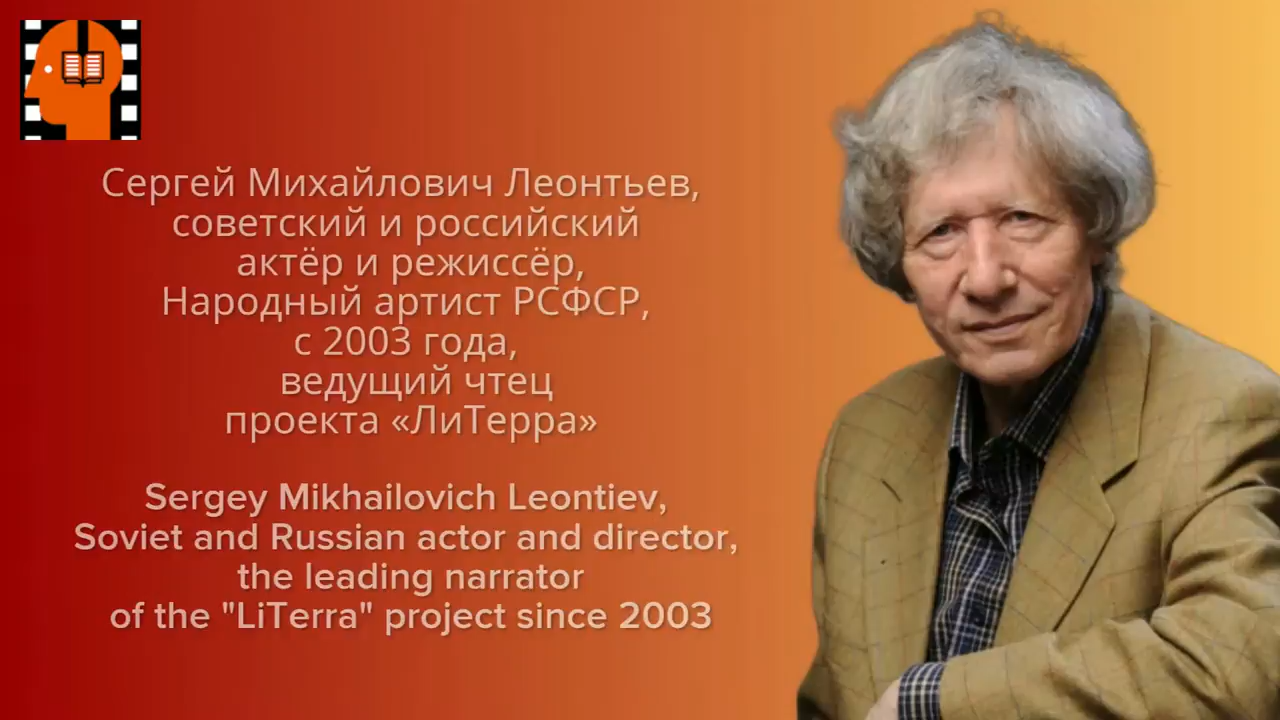 Сергей Михайлович Леонтьев,
советский и российский
актёр и режиссёр,
Народный артист РСФСР,
с 2003 года,
ведущий чтец
проекта «ЛиТерра»
Sergey Mikhailovich Leontiev,
Soviet and Russian actor and director,
the leading narrator
of the "LiTerra" project since 2003